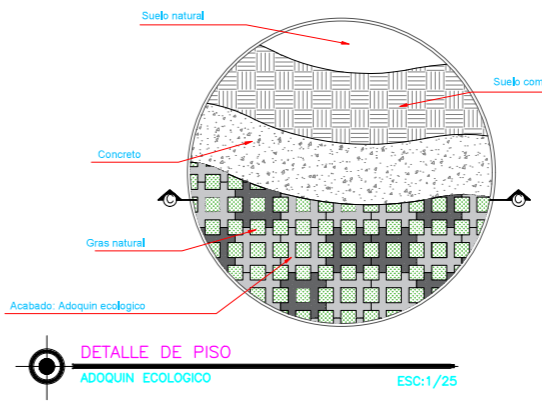 Suelo natural
Suelo com
Concreto
C
C
Gras natural
Acabado: Adoquin ecologico
DETALLE DE PISO
ADOQUIN ECOLOGICO
ESC:1/25